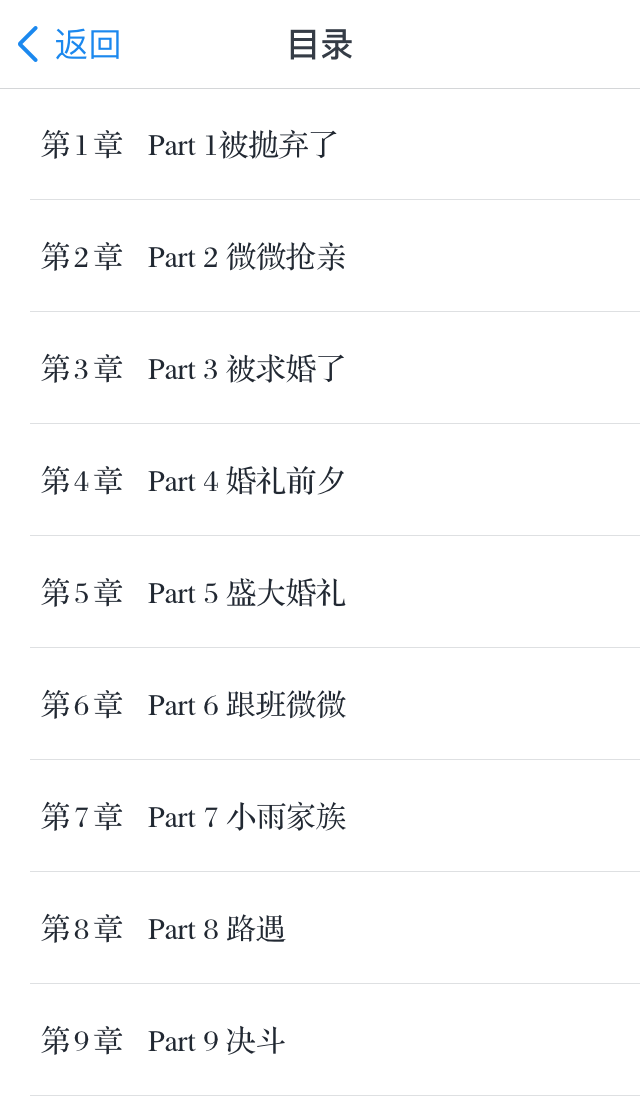 返回 目录
第1章 Part 1被抛弃了
第2章 Part 2 微微抢亲
第3章 Part 3 被求婚了
第4章 Part 4 婚礼前夕
第5章 Part 5 盛大婚礼
第6章 Part 6 跟班微微
第7章 Part 7 小雨家族
第8章 Part 8 路遇
第9章 Part 9 决斗